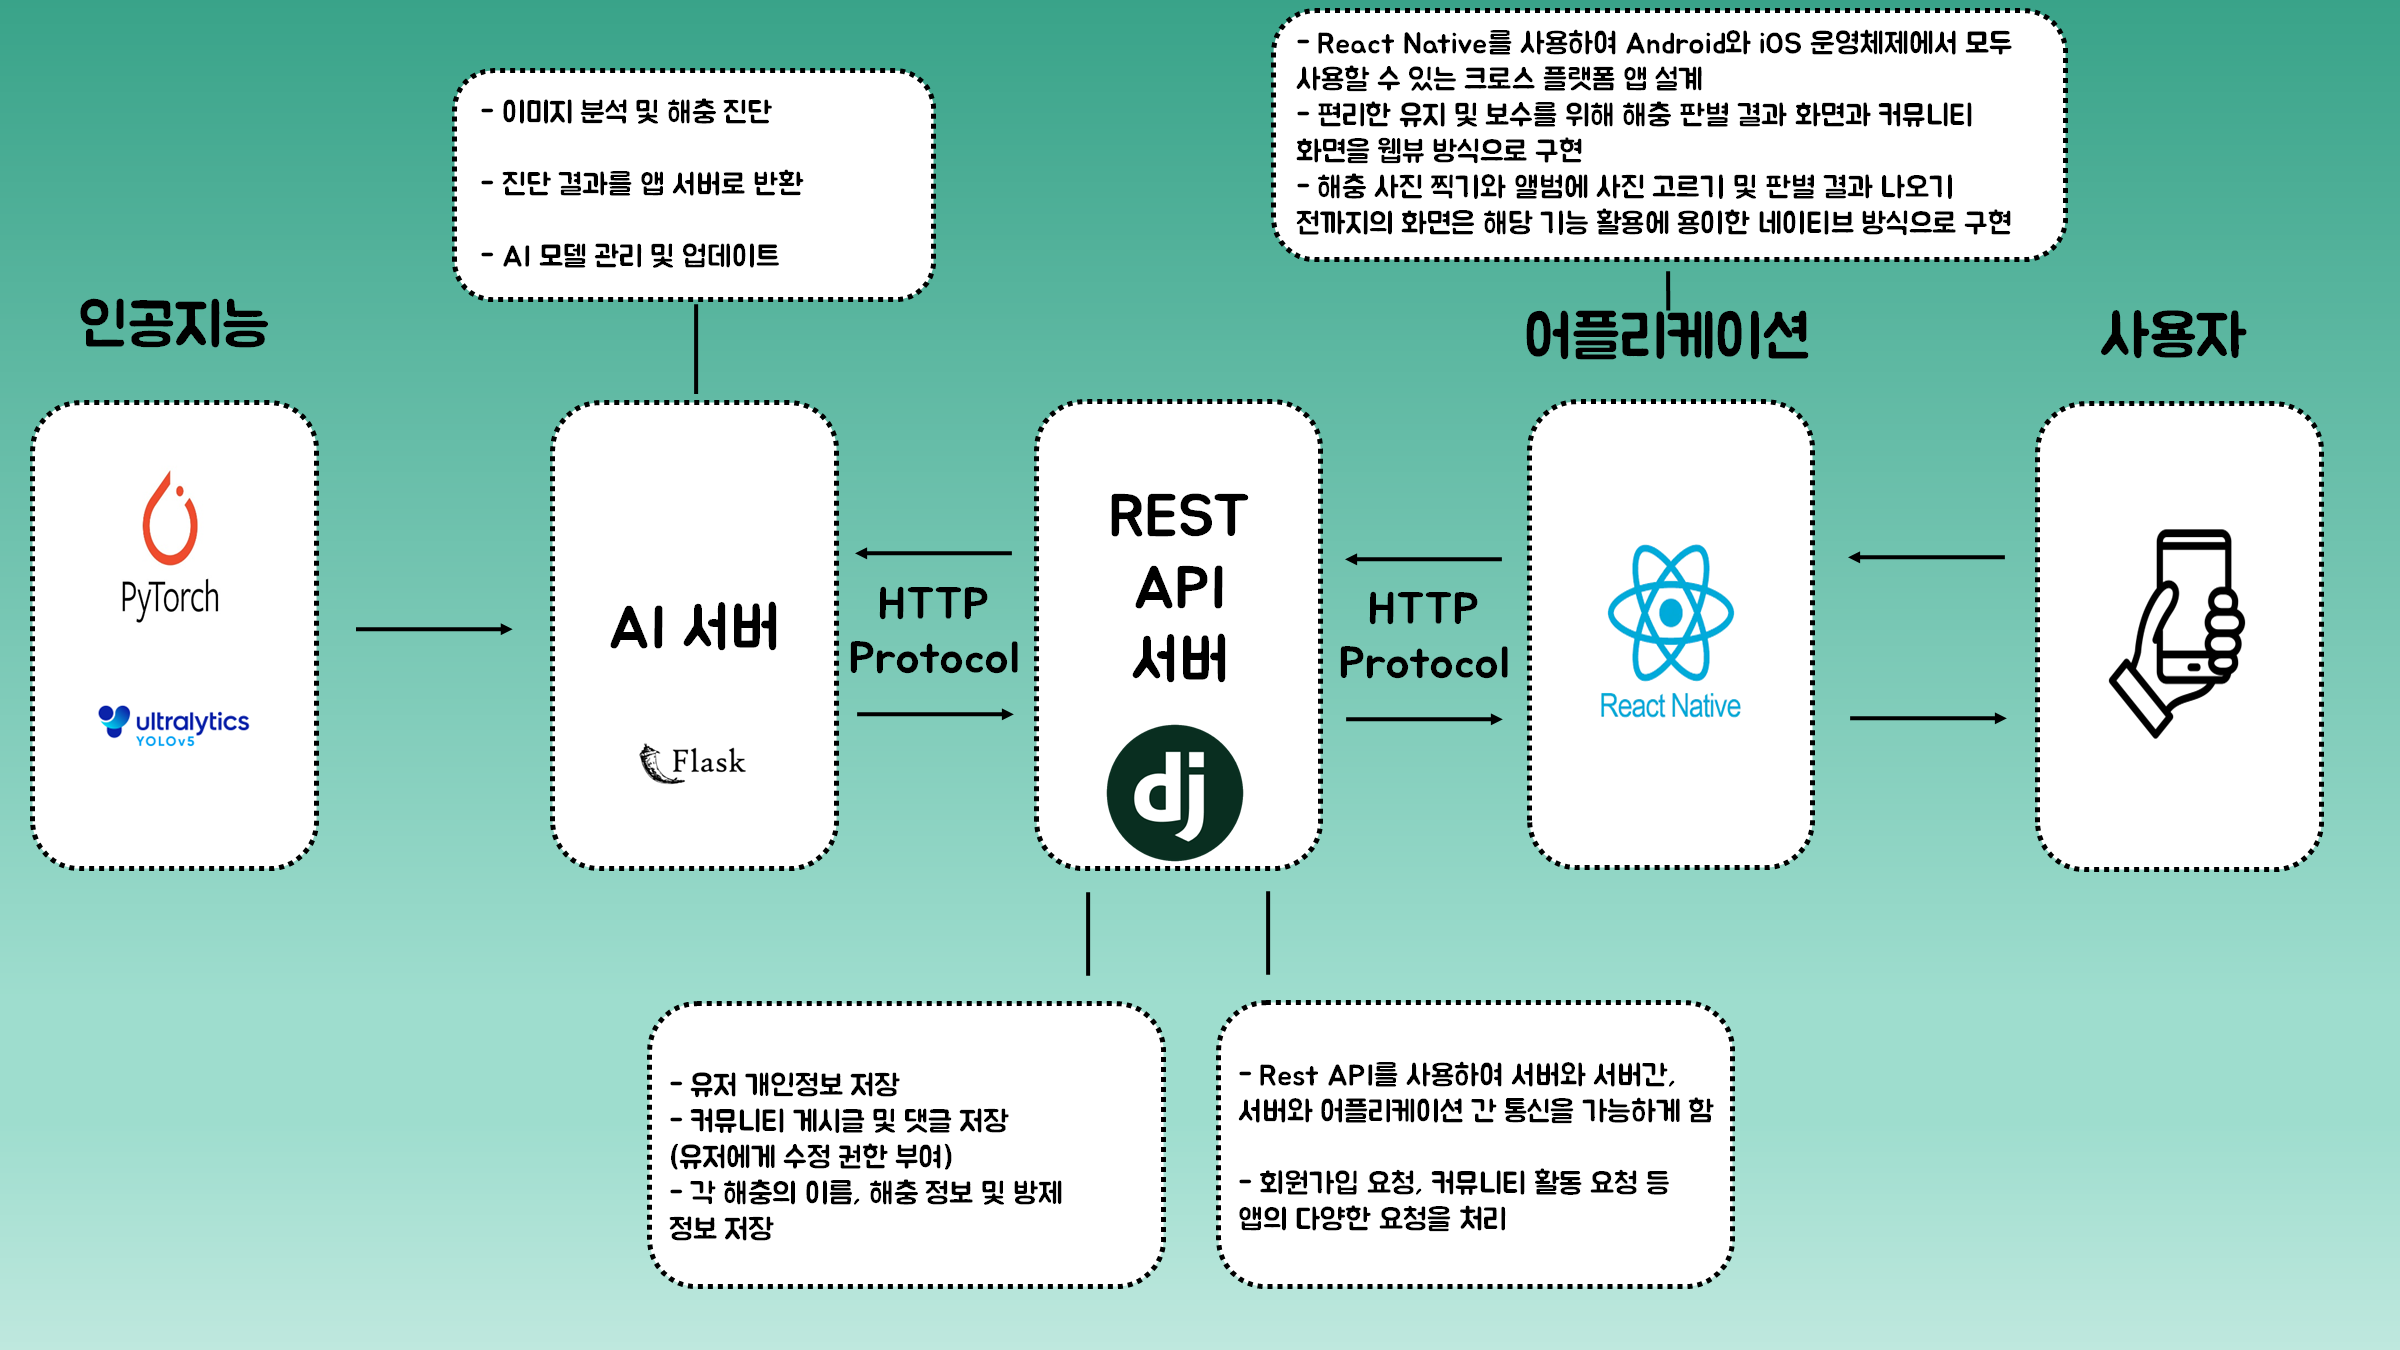 - React Native를 사용하여 Android와 iOS 운영체제에서 모두
사용할 수 있는 크로스 플랫폼 앱 설계
- 편리한 유지 및 보수를 위해 해충 판별 결과 화면과 커뮤니티
화면을 웹뷰 방식으로 구현
- 해충 사진 찍기와 앨범에 사진 고르기 및 판별 결과 나오기
전까지의 화면은 해당 기능 활용에 용이한 네이티브 방식으로 구현
- 이미지 분석 및 해충 진단
- 진단 결과를 앱 서버로 반환
- AI 모델 관리 및 업데이트
인공지능
어플리케이션
사용자
PyTorch
ultralytics
YOLOv5
AI 서버
Flask
HTTP
Protocol
REST
API
서버
dj
HTTP
Protocol
React Native
- 유저 개인정보 저장
- 커뮤니티 게시글 및 댓글 저장
(유저에게 수정 권한 부여)
- 각 해충의 이름, 해충 정보 및 방제
정보 저장
- Rest API를 사용하여 서버와 서버간,
서버와 어플리케이션 간 통신을 가능하게 함
- 회원가입 요청, 커뮤니티 활동 요청 등
앱의 다양한 요청을 처리